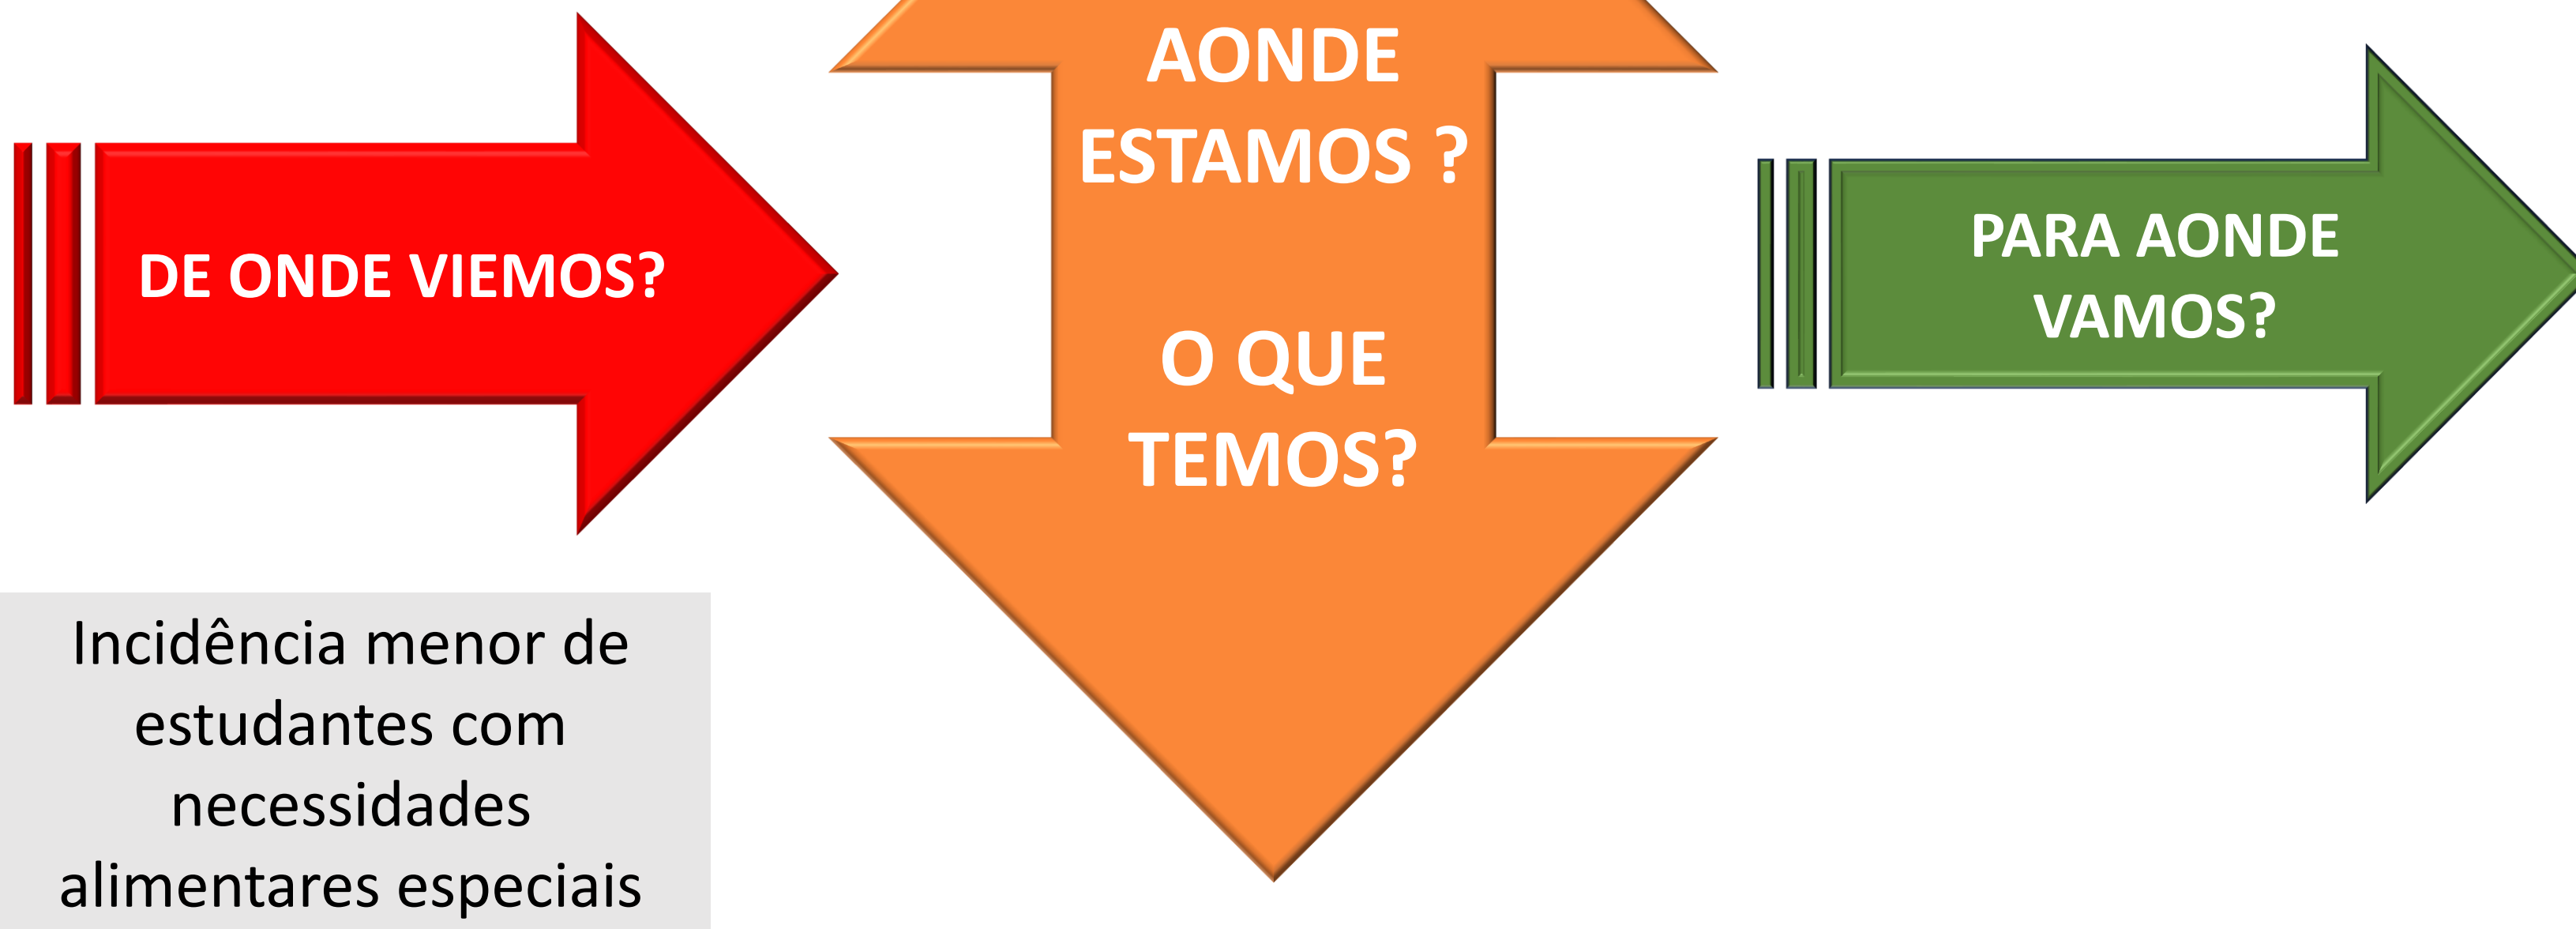 DE ONDE VIEMOS?
AONDE
ESTAMOS ?
O QUE
TEMOS?
PARA AONDE
VAMOS?
Incidência menor de
estudantes com
necessidades
alimentares especiais